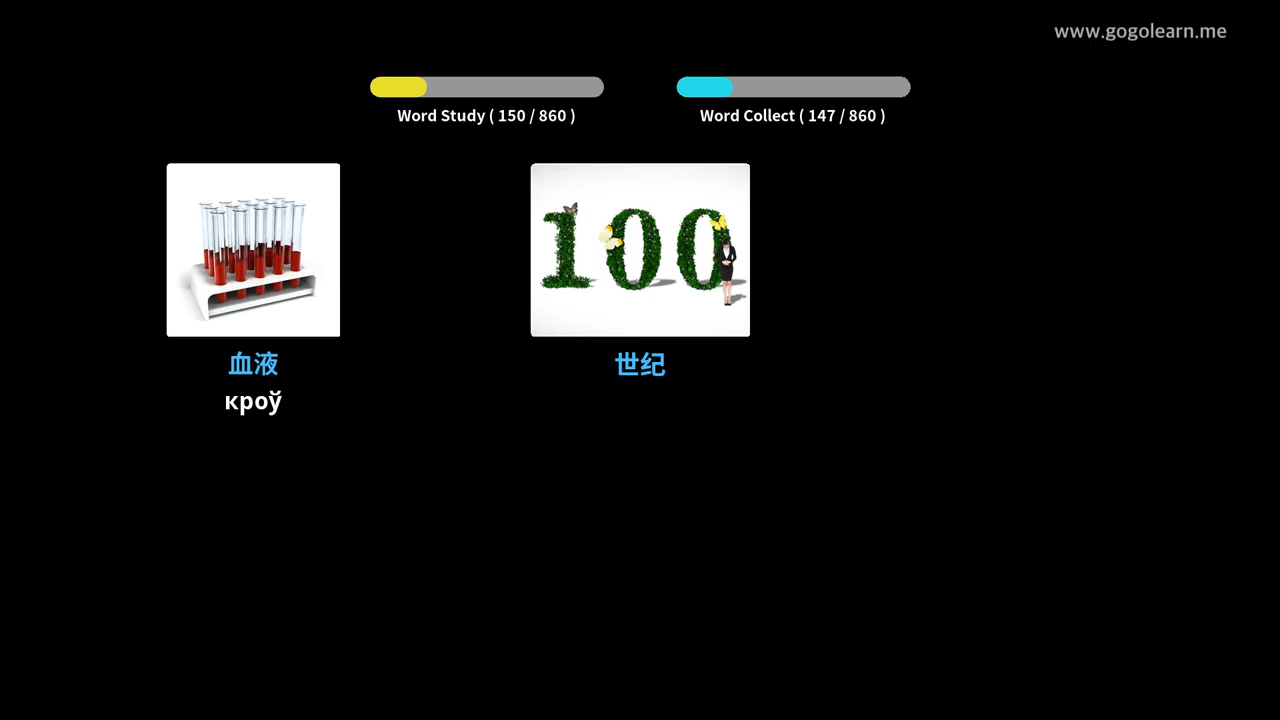 www.gogolearn.me
Word Study ( 150 / 860 )
Word Collect ( 147 / 860 )
100
血液
世纪
кроў